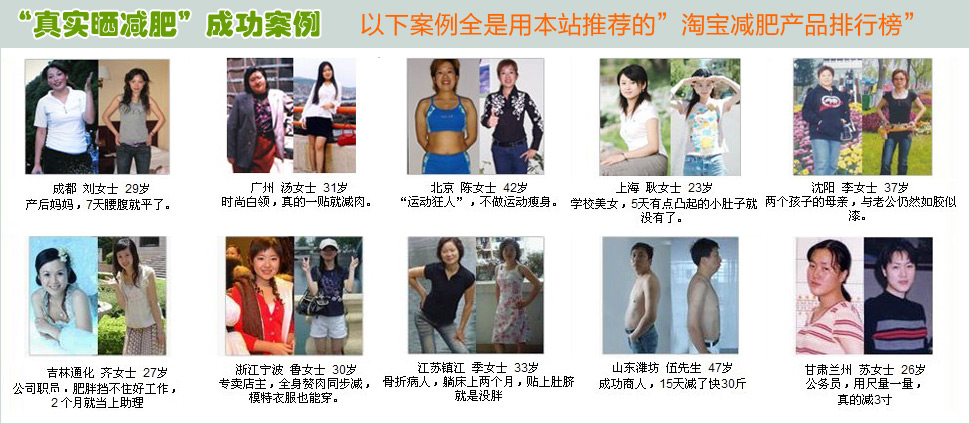 “真实晒减肥”成功案例 以下案例全是用本站推荐的”淘宝减肥产品排行榜”
成都 刘女士 29岁
产后妈妈，7天腰腹就平了。
广州 汤女士 31岁
时尚白领，真的一贴就减肉。
北京 陈女士 42岁
“运动狂人”，不做运动瘦身。
上海 耿女士 23岁
学校美女，5天有点凸起的小肚子就
没有了。
沈阳 李女士 37岁
两个孩子的母亲，与老公仍然如胶似
漆。
吉林通化 齐女士 27岁
公司职员，肥胖挡不住好工作，
2个月就当上助理
浙江宁波 鲁女士 30岁
专卖店主，全身赘肉同步减，
模特衣服也能穿。
江苏镇江 季女士 33岁
骨折病人，躺床上两个月，贴上肚脐
就是没胖
山东潍坊 伍先生 47岁
成功商人，15天减了快30斤
甘肃兰州 苏女士 26岁
公务员，用尺量一量，
真的减3寸